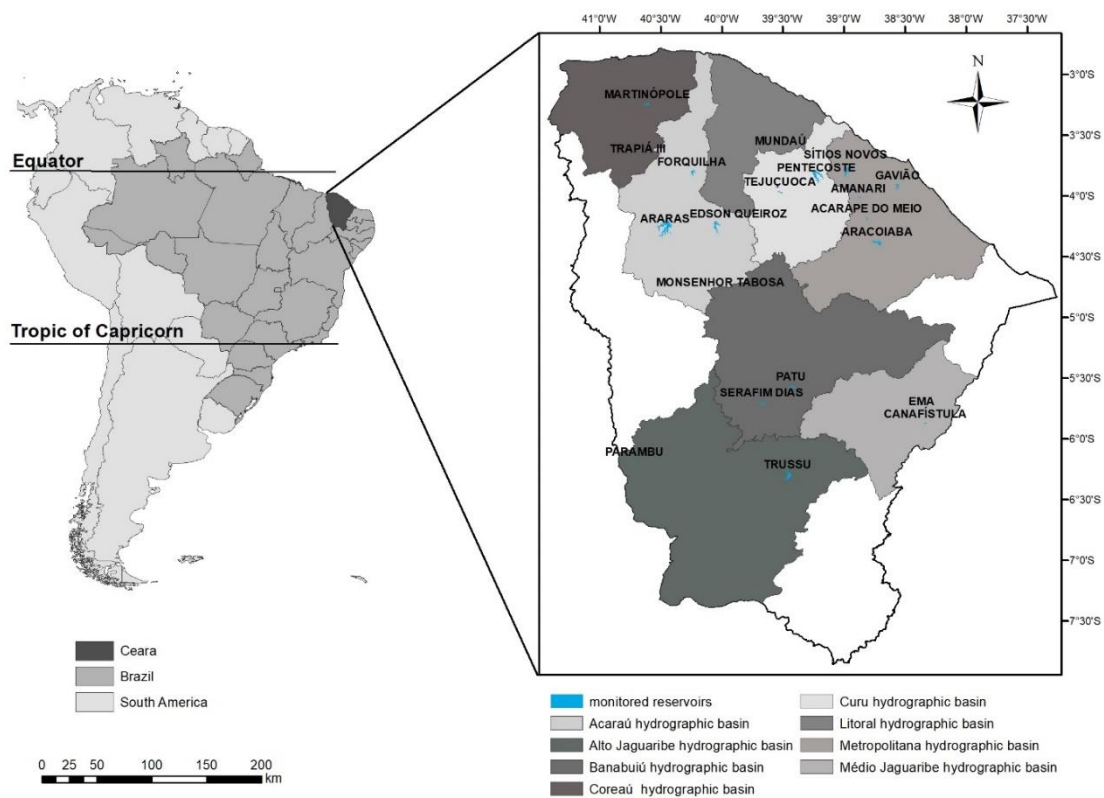 41°0'W 40°30'W 40°0'W 39°30'W 39°0'W 38°30'W 38°0'W 37°30'W
N
3°0'S
3°30'S
4°0'S
4°30'S
5°0'S
5°30'S
6°0'S
6°30'S
7°0'S
7°30'S
Equator
Tropic of Capricorn
MARTINÓPOLE
TRAPIÁ III
FORQUILHA
MUNDAÚ
SÍTIOS NOVOS
PENTECOSTE
GAVIÃO
TEJUÇUOCA
AMANARI
ACARAPE DO MEIO
ARARAS
EDSON QUEIROZ
ARACOIABA
MONSENHOR TABOSA
PATU
SERAFIM DIAS
EMA
CANAFÍSTULA
PARAMBU
TRUSSU
Ceara
Brazil
South America
0 25 50 100 150 200
km
monitored reservoirs
Acaraú hydrographic basin
Alto Jaguaribe hydrographic basin
Banabuiú hydrographic basin
Coreaú hydrographic basin
Curu hydrographic basin
Litoral hydrographic basin
Metropolitana hydrographic basin
Médio Jaguaribe hydrographic basin